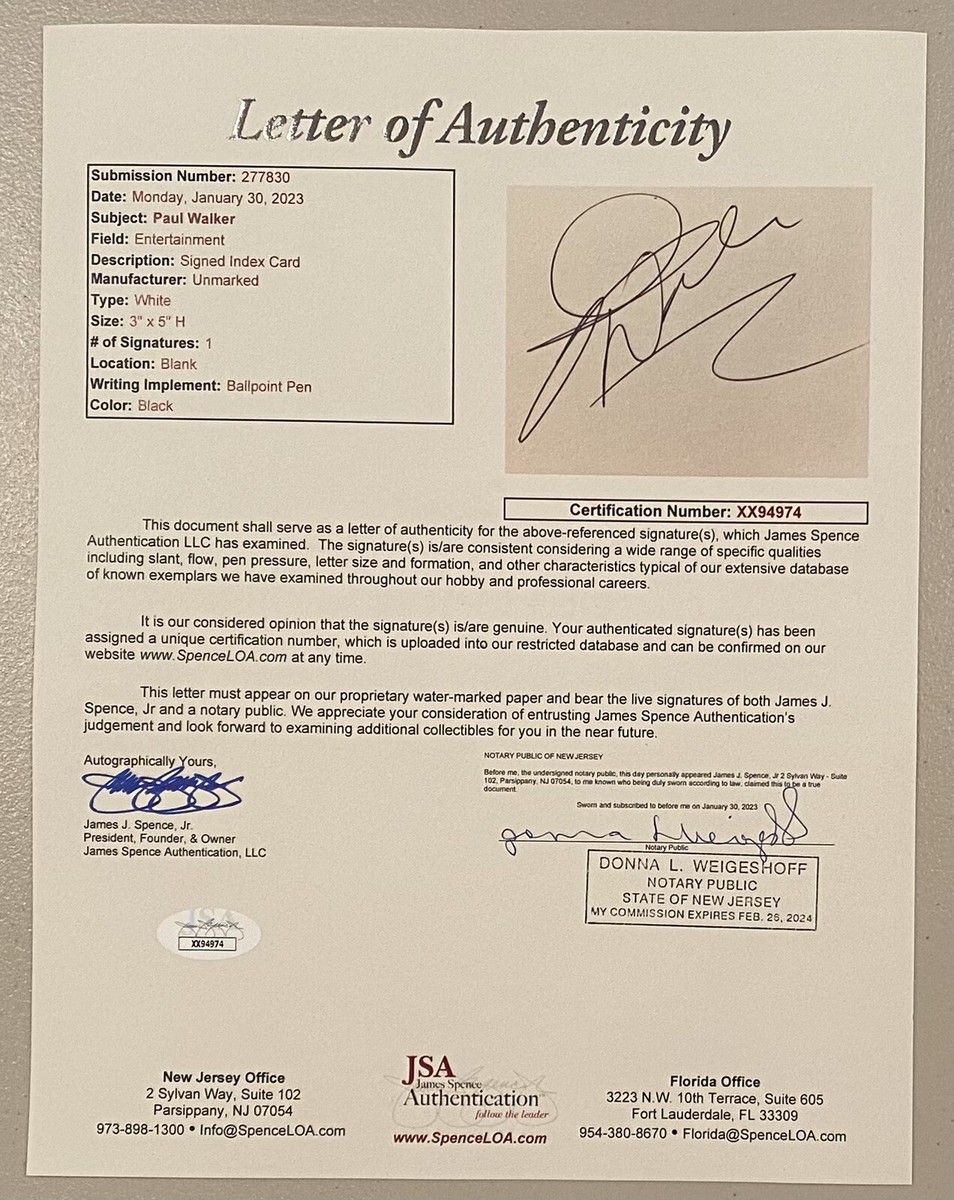 Letter of Authenticity
Submission Number: 277830
Date: Monday, January 30, 2023
Subject: Paul Walker
Field: Entertainment
Description: Signed Index Card
Manufacturer: Unmarked
Type: White
Size: 3" x 5" H
# of Signatures: 1
Location: Blank
Writing Implement: Ballpoint Pen
Color: Black
Certification Number: XX94974
This document shall serve as a letter of authenticity for the above-referenced signature(s), which James Spence
Authentication LLC has examined. The signature(s) is/are consistent considering a wide range of specific qualities
including slant, flow, pen pressure, letter size and formation, and other characteristics typical of our extensive database
of known exemplars we have examined throughout our hobby and professional careers.
It is our considered opinion that the signature(s) is/are genuine. Your authenticated signature(s) has been
assigned a unique certification number, which is uploaded into our restricted database and can be confirmed on our
website www.SpenceLOA.com at any time.
This letter must appear on our proprietary water-marked paper and bear the live signatures of both James J.
Spence, Jr and a notary public. We appreciate your consideration of entrusting James Spence Authentication's
judgement and look forward to examining additional collectibles for you in the near future.
Autographically Yours,
James J. Spence, Jr.
President, Founder, & Owner
James Spence Authentication, LLC
NOTARY PUBLIC OF NEW JERSEY
Before me, the undersigned notary public, this day personally appeared James J. Spence, Jr 2 Sylvan Way - Suite
102, Parsippany, NJ 07054, to me known who being duly sworn according to law, claimed this to be a true
document.
Sworn and subscribed to before me on January 30, 2023
Notary Public
DONNA L. WEIGESHOFF
NOTARY PUBLIC
STATE OF NEW JERSEY
MY COMMISSION EXPIRES FEB. 26, 2024
JSA
XX94974
New Jersey Office
2 Sylvan Way, Suite 102
Parsippany, NJ 07054
973-898-1300 • Info@SpenceLOA.com
JSA
James Spence
Authentication
follow the leader
www.SpenceLOA.com
Florida Office
3223 N.W. 10th Terrace, Suite 605
Fort Lauderdale, FL 33309
954-380-8670 • Florida@SpenceLOA.com